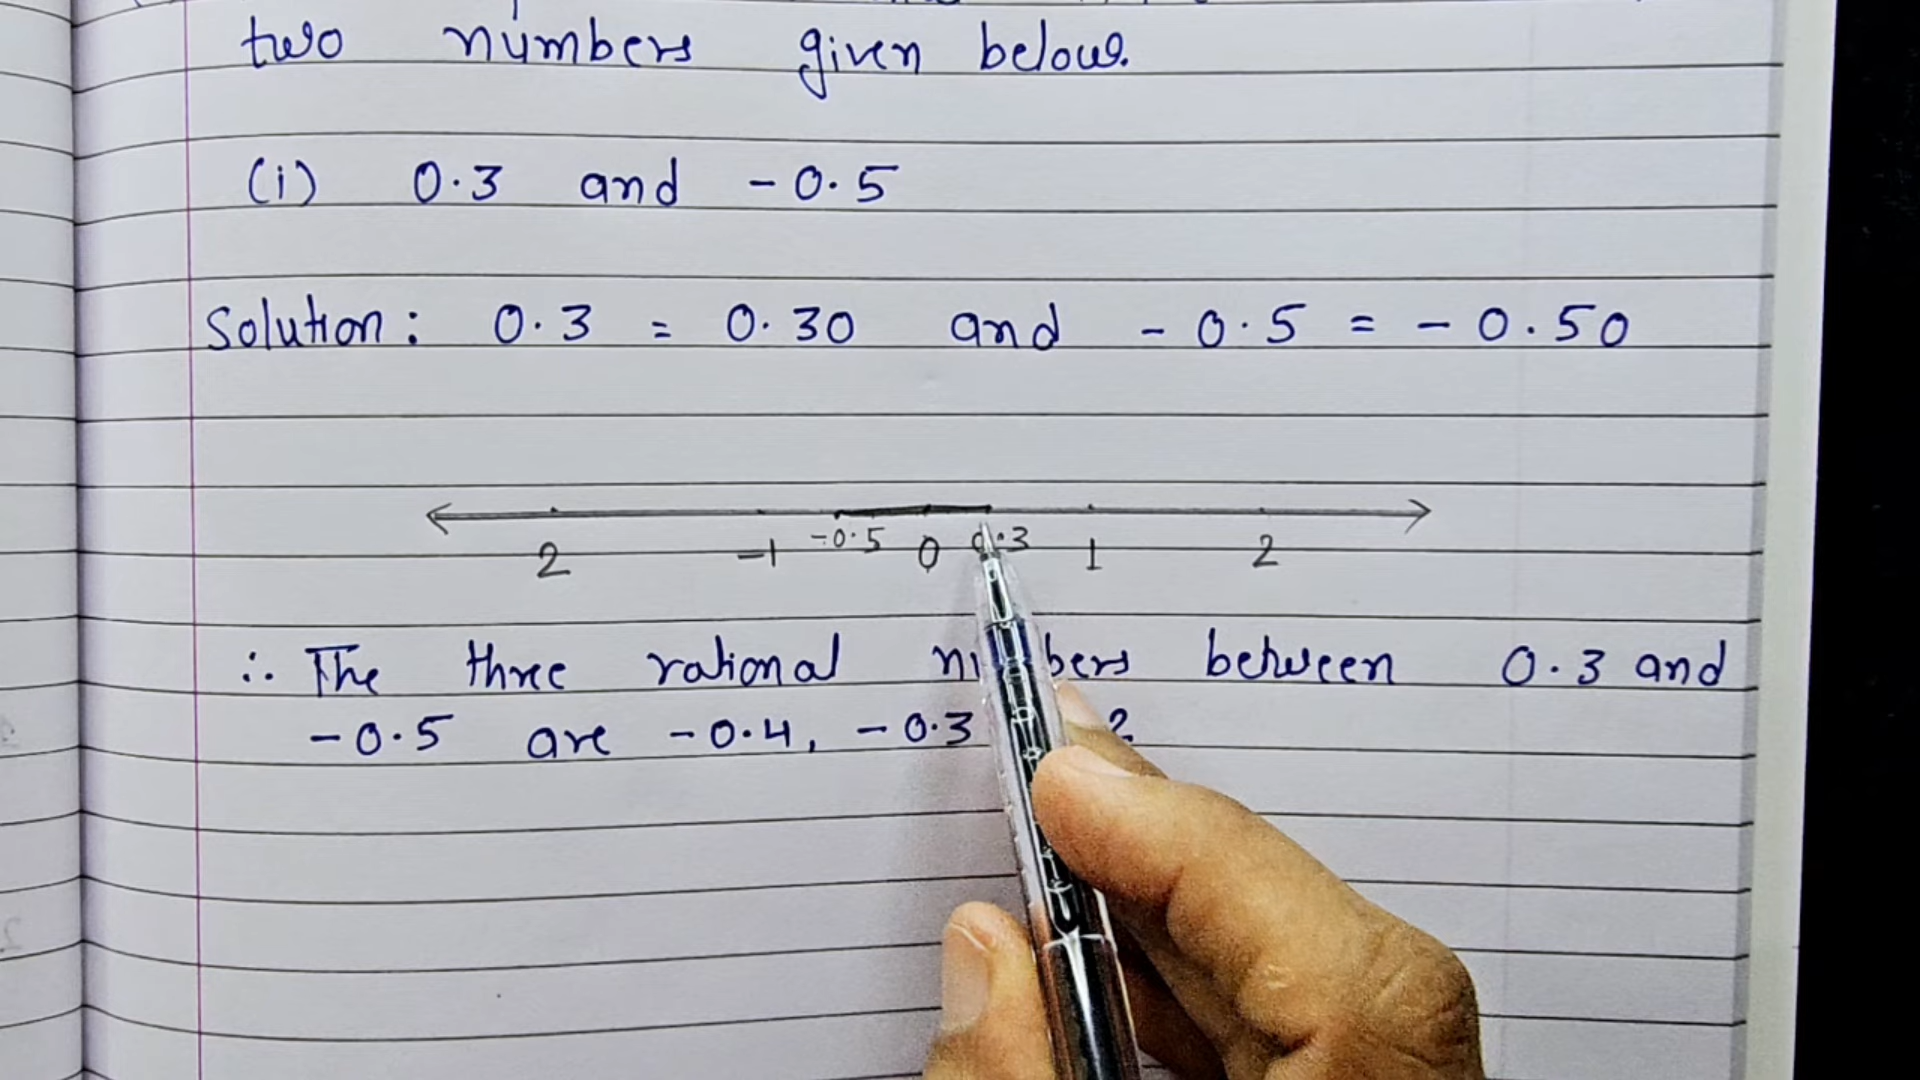 two numbers given below.
(i) 0.3 and -0.5
Solution: 0.3 = 0.30 and -0.5 = -0.50
2 -1 -0.5 0 0.3 1 2
∴ The three rational between 0.3 and
-0.5 are -0.4, -0.3 2